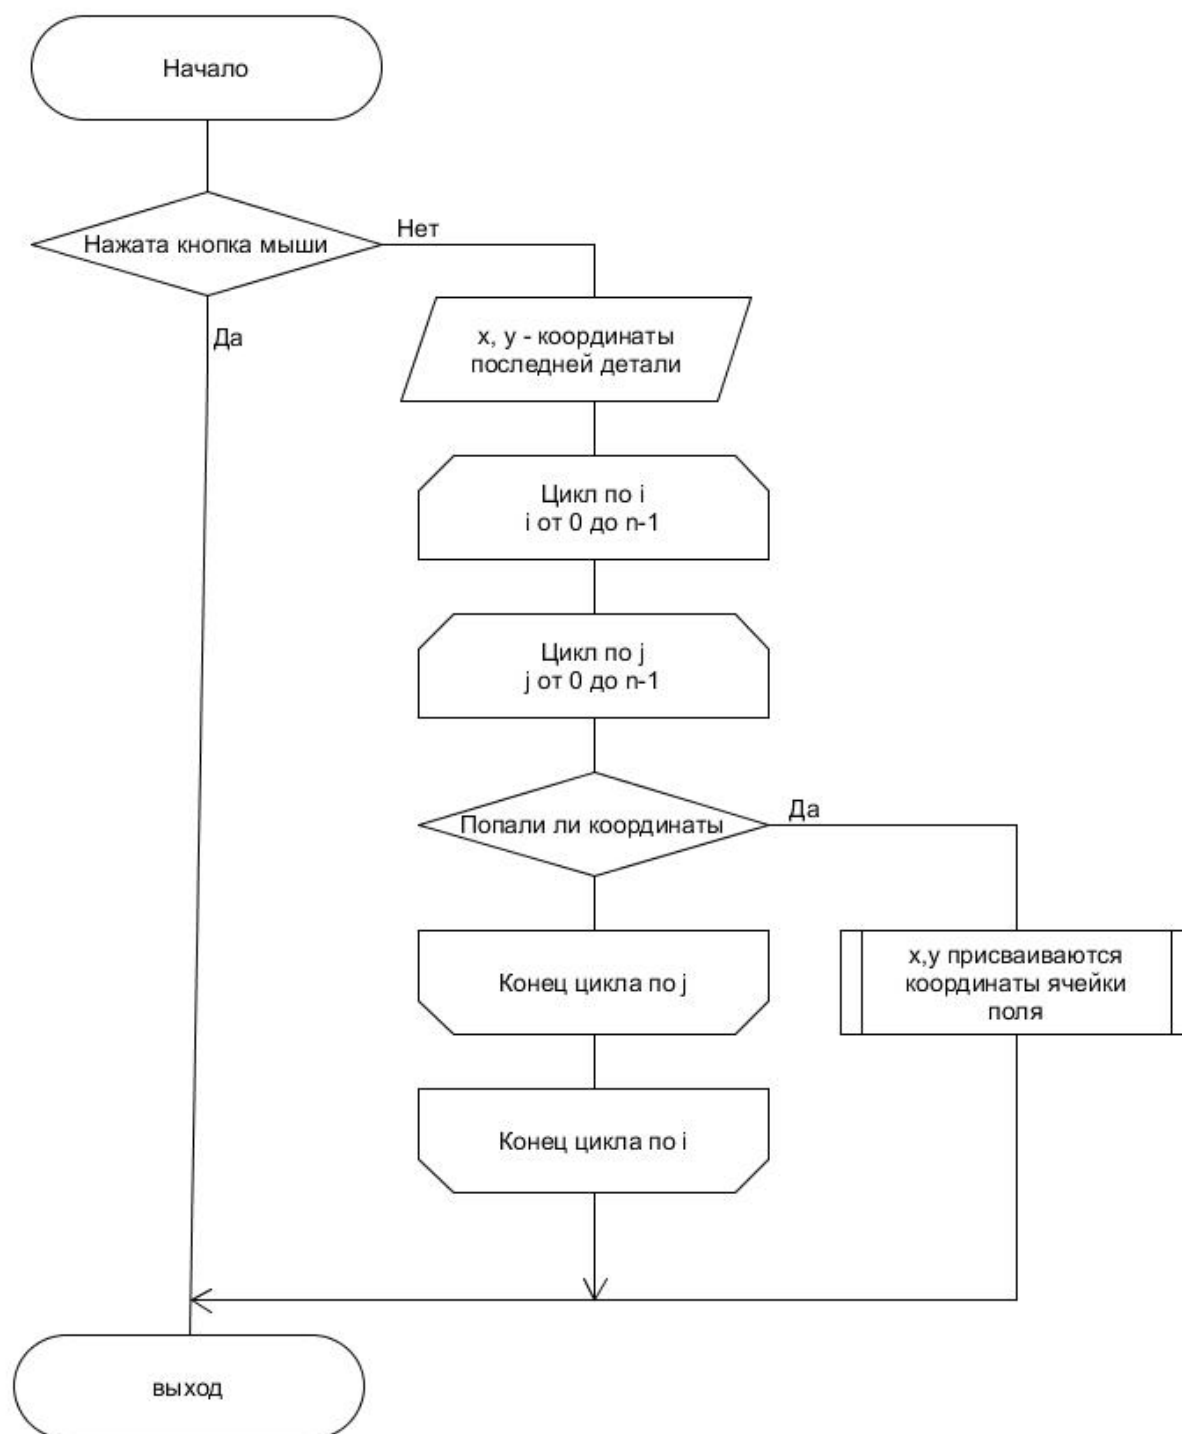 Начало
Нажата кнопка мыши
Нет
Да
x, y - координаты
последней детали
Цикл по i
i от 0 до n-1
Цикл по j
j от 0 до n-1
Попали ли координаты
Да
Конец цикла по j
x,y присваиваются
координаты ячейки
поля
Конец цикла по i
выход